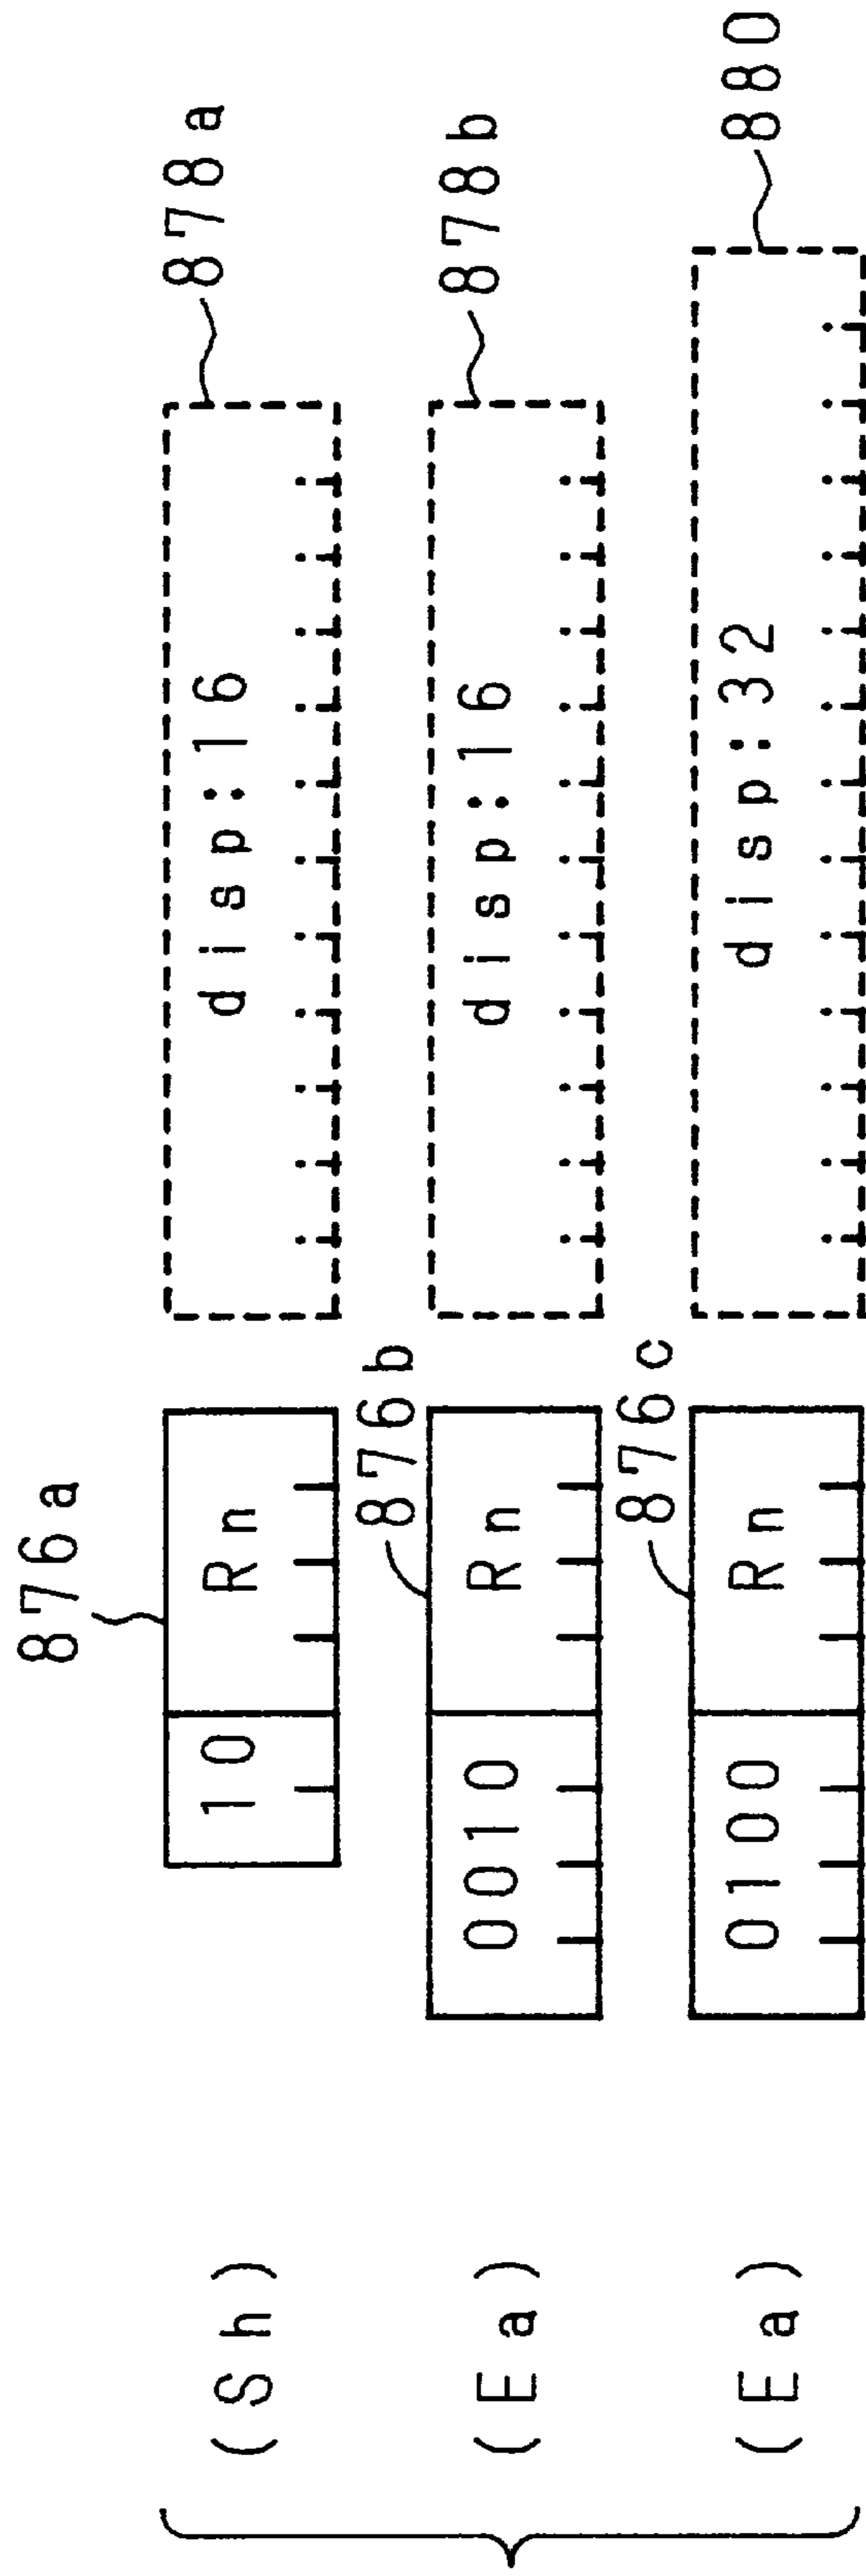 876a
878a
(Sh) 10 Rn disp:16
876b
878b
(Ea) 0010 Rn disp:16
876c
880
(Ea) 0100 Rn disp:32